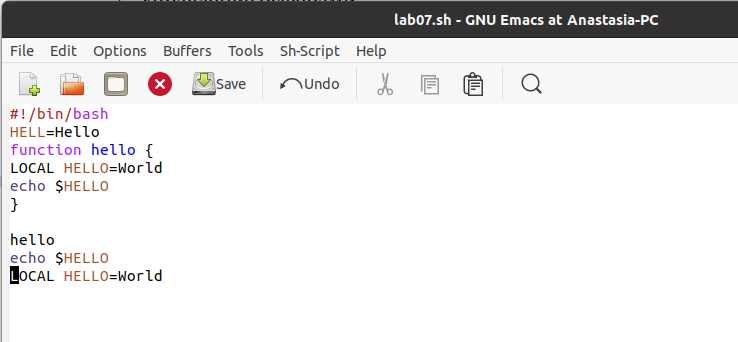 lab07.sh - GNU Emacs at Anastasia-PC
File Edit Options Buffers Tools Sh-Script Help
Save Undo
#!/bin/bash
HELL=Hello
function hello {
LOCAL HELLO=World
echo $HELLO
}
hello
echo $HELLO
LOCAL HELLO=World